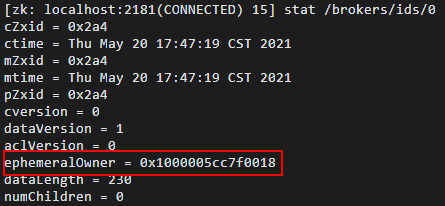 [zk: localhost:2181(CONNECTED) 15] stat /brokers/ids/0
cZxid = 0x2a4
ctime = Thu May 20 17:47:19 CST 2021
mZxid = 0x2a4
mtime = Thu May 20 17:47:19 CST 2021
pZxid = 0x2a4
cversion = 0
dataVersion = 1
aclVersion = 0
ephemeralOwner = 0x1000005cc7f0018
dataLength = 230
numChildren = 0